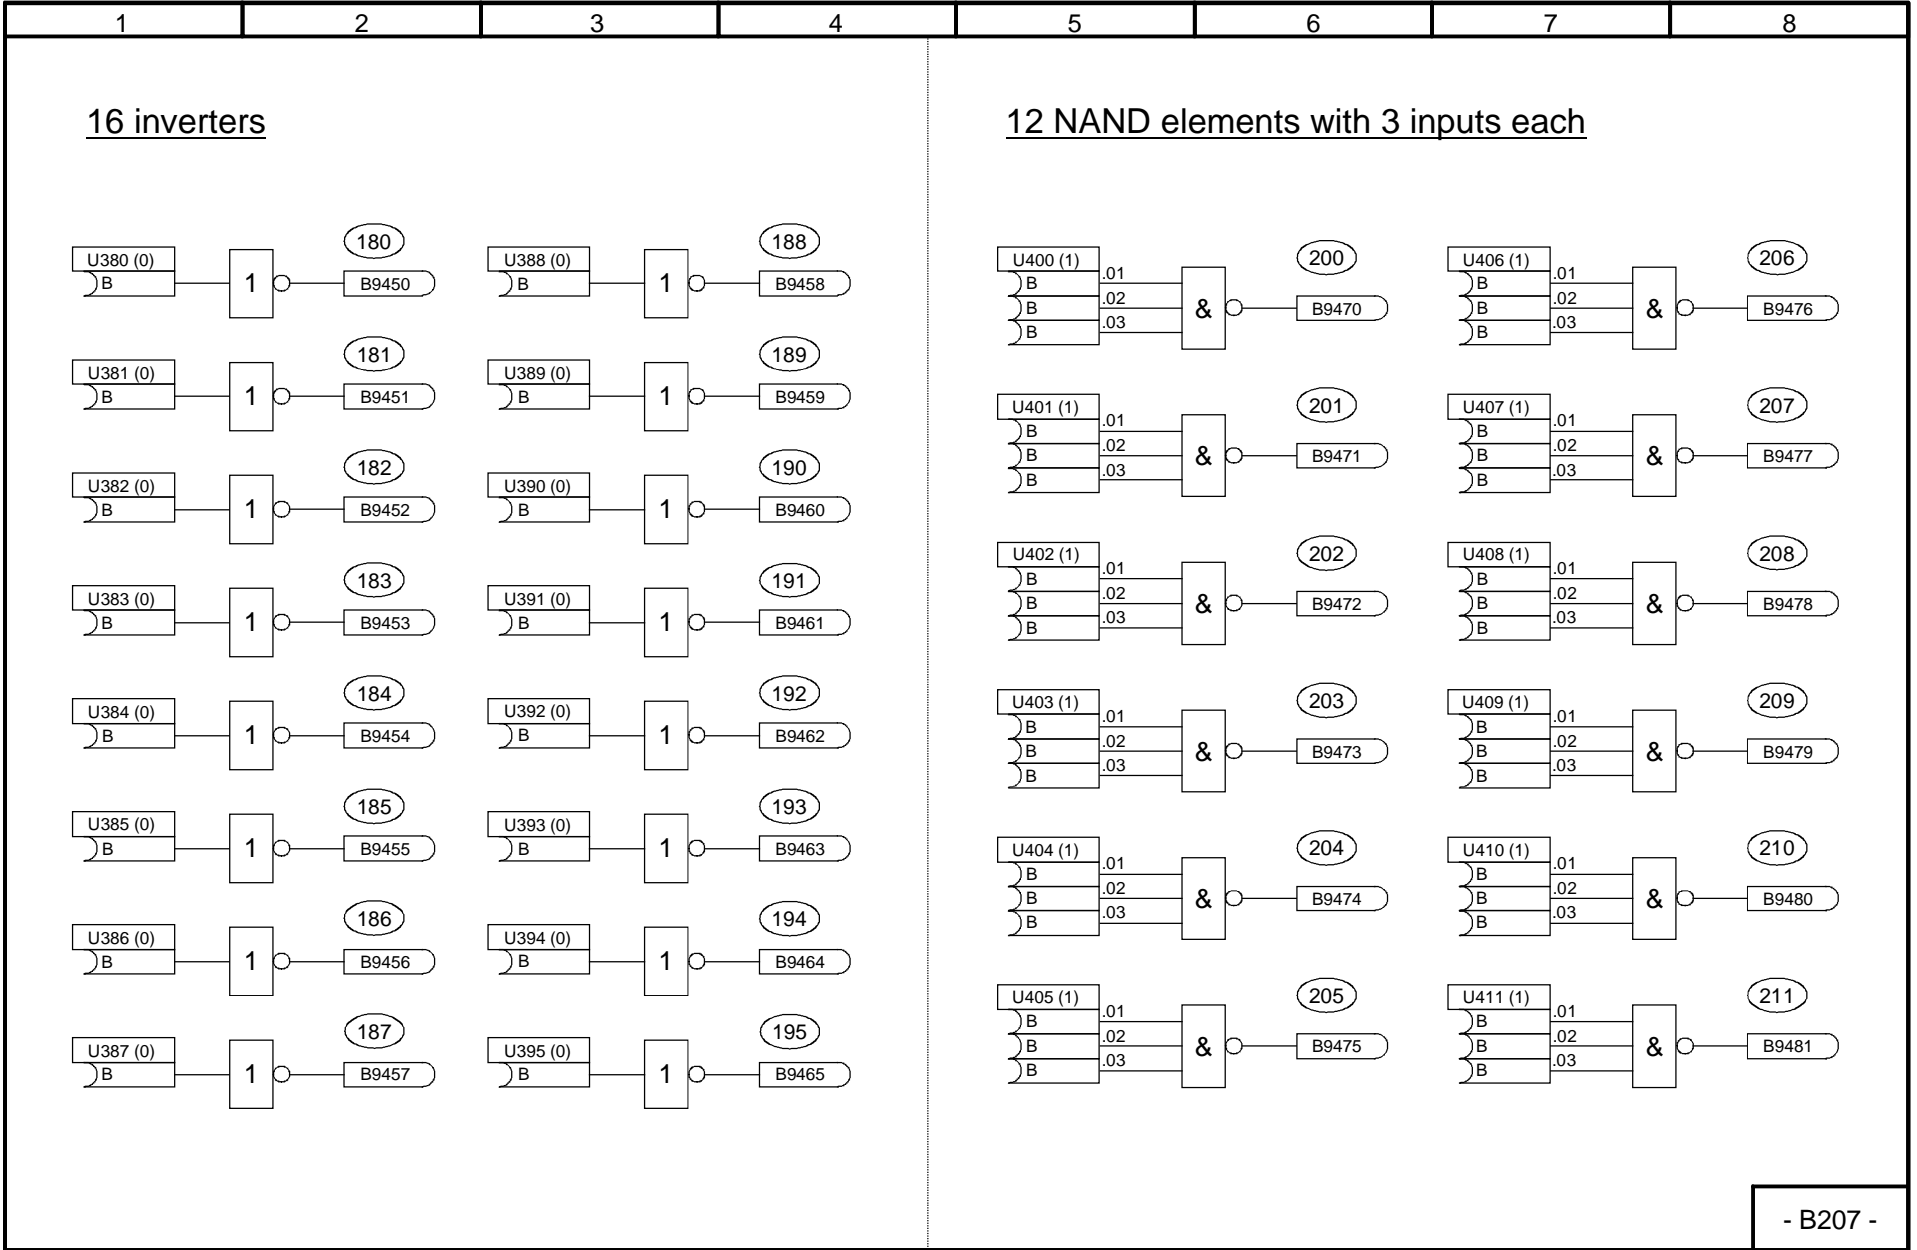 1 2 3 4 5 6 7 8
16 inverters
12 NAND elements with 3 inputs each
180
U380 (0)
B 1 B9450
181
U381 (0)
B 1 B9451
182
U382 (0)
B 1 B9452
183
U383 (0)
B 1 B9453
184
U384 (0)
B 1 B9454
185
U385 (0)
B 1 B9455
186
U386 (0)
B 1 B9456
187
U387 (0)
B 1 B9457
188
U388 (0)
B 1 B9458
189
U389 (0)
B 1 B9459
190
U390 (0)
B 1 B9460
191
U391 (0)
B 1 B9461
192
U392 (0)
B 1 B9462
193
U393 (0)
B 1 B9463
194
U394 (0)
B 1 B9464
195
U395 (0)
B 1 B9465
U400 (1) 200
B .01
B .02 & B9470
B .03
U401 (1) 201
B .01
B .02 & B9471
B .03
U402 (1) 202
B .01
B .02 & B9472
B .03
U403 (1) 203
B .01
B .02 & B9473
B .03
U404 (1) 204
B .01
B .02 & B9474
B .03
U405 (1) 205
B .01
B .02 & B9475
B .03
U406 (1) 206
B .01
B .02 & B9476
B .03
U407 (1) 207
B .01
B .02 & B9477
B .03
U408 (1) 208
B .01
B .02 & B9478
B .03
U409 (1) 209
B .01
B .02 & B9479
B .03
U410 (1) 210
B .01
B .02 & B9480
B .03
U411 (1) 211
B .01
B .02 & B9481
B .03
- B207 -